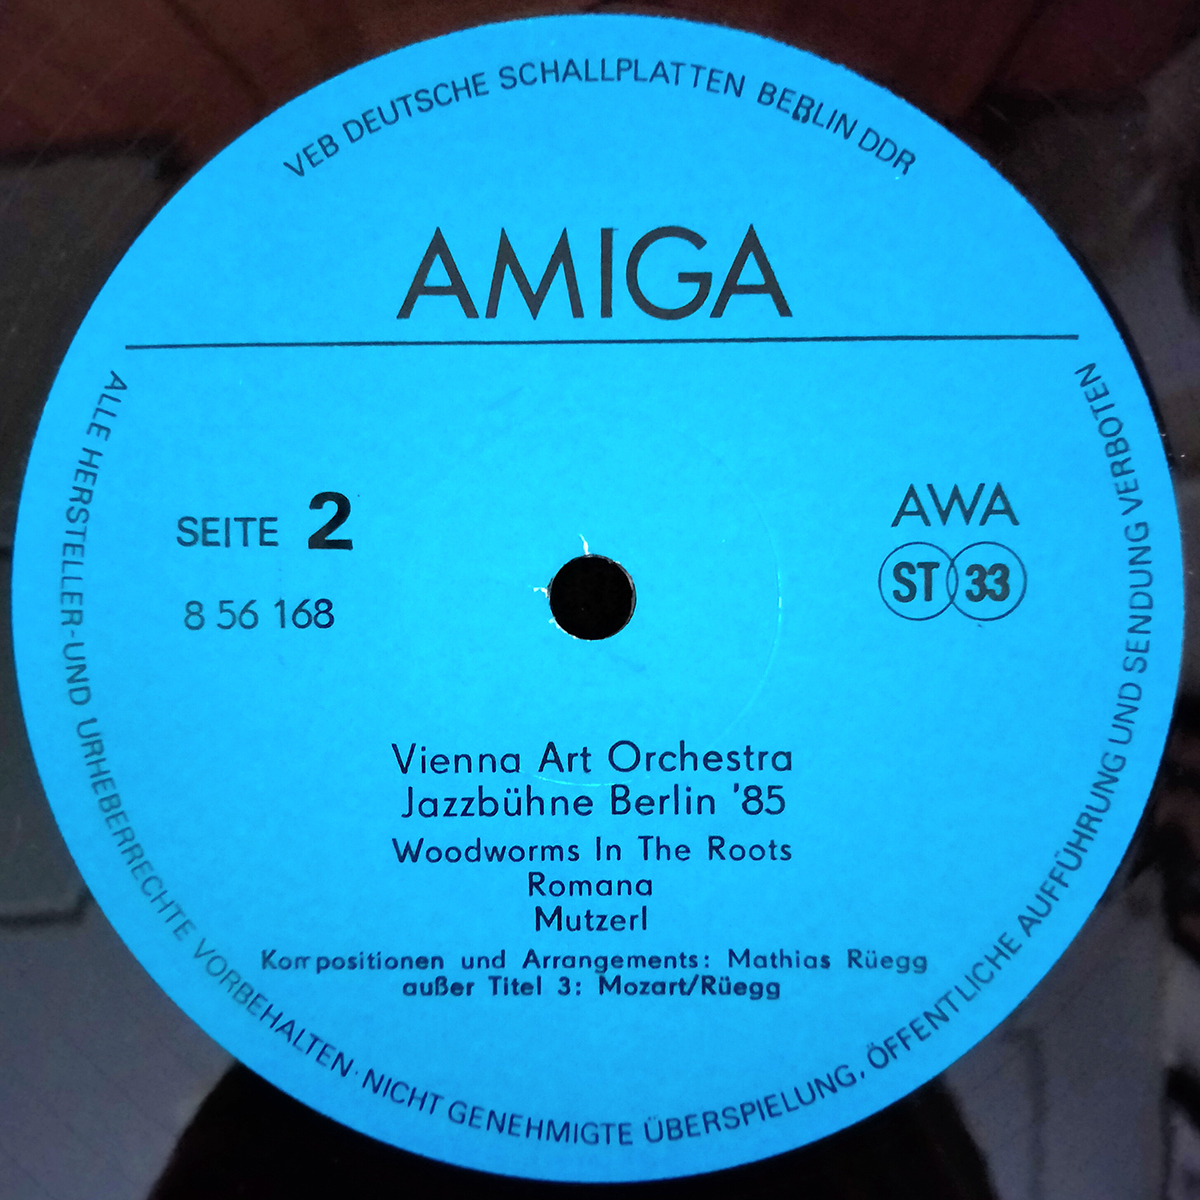 VEB DEUTSCHE SCHALLPLATTEN BERLIN DDR
AMIGA
SEITE 2
8 56 168
AWA
ST 33
Vienna Art Orchestra
Jazzbühne Berlin '85
Woodworms In The Roots
Romana
Mutzerl
Kompositionen und Arrangements: Mathias Rüegg
außer Titel 3: Mozart/Rüegg
ALLE HERSTELLER-UND URHEBERRECHTE VORBEHALTEN·NICHT GENEHMIGTE ÜBERSPIELUNG, ÖFFENTLICHE AUFFÜHRUNG UND SENDUNG VERBOTEN